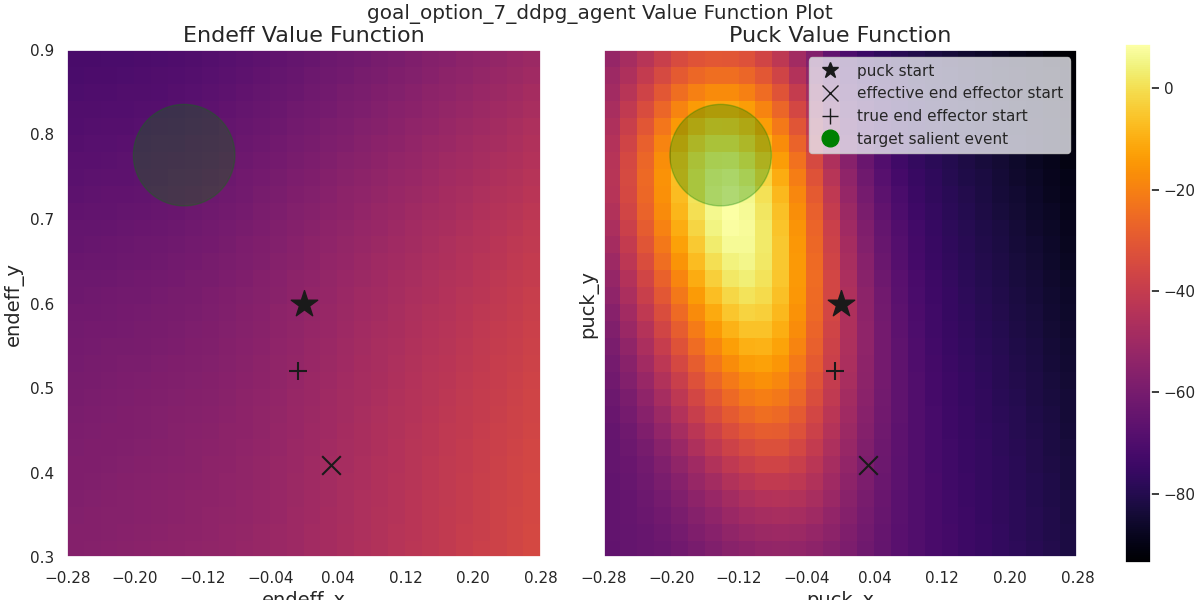 goal_option_7_ddpg_agent Value Function Plot
Endeff Value Function
Puck Value Function
puck start
effective end effector start
true end effector start
target salient event
endeff_y
0.9
0.8
0.7
0.6
0.5
0.4
0.3
−0.28 −0.20 −0.12 −0.04 0.04 0.12 0.20 0.28
endeff_x
puck_y
−0.28 −0.20 −0.12 −0.04 0.04 0.12 0.20 0.28
puck_x
0
−20
−40
−60
−80